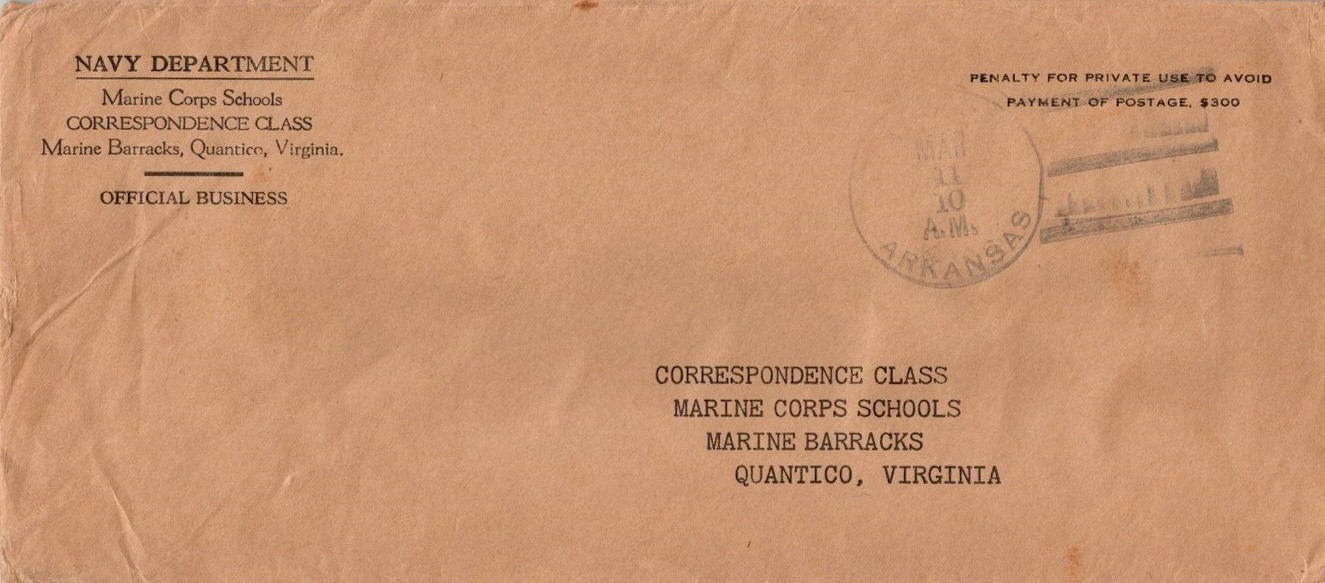 NAVY DEPARTMENT
Marine Corps Schools
CORRESPONDENCE CLASS
Marine Barracks, Quantico, Virginia.
OFFICIAL BUSINESS
PENALTY FOR PRIVATE USE TO AVOID
PAYMENT OF POSTAGE, $300
MAR
11
10
A.M.
ARKANSAS
CORRESPONDENCE CLASS
MARINE CORPS SCHOOLS
MARINE BARRACKS
QUANTICO, VIRGINIA